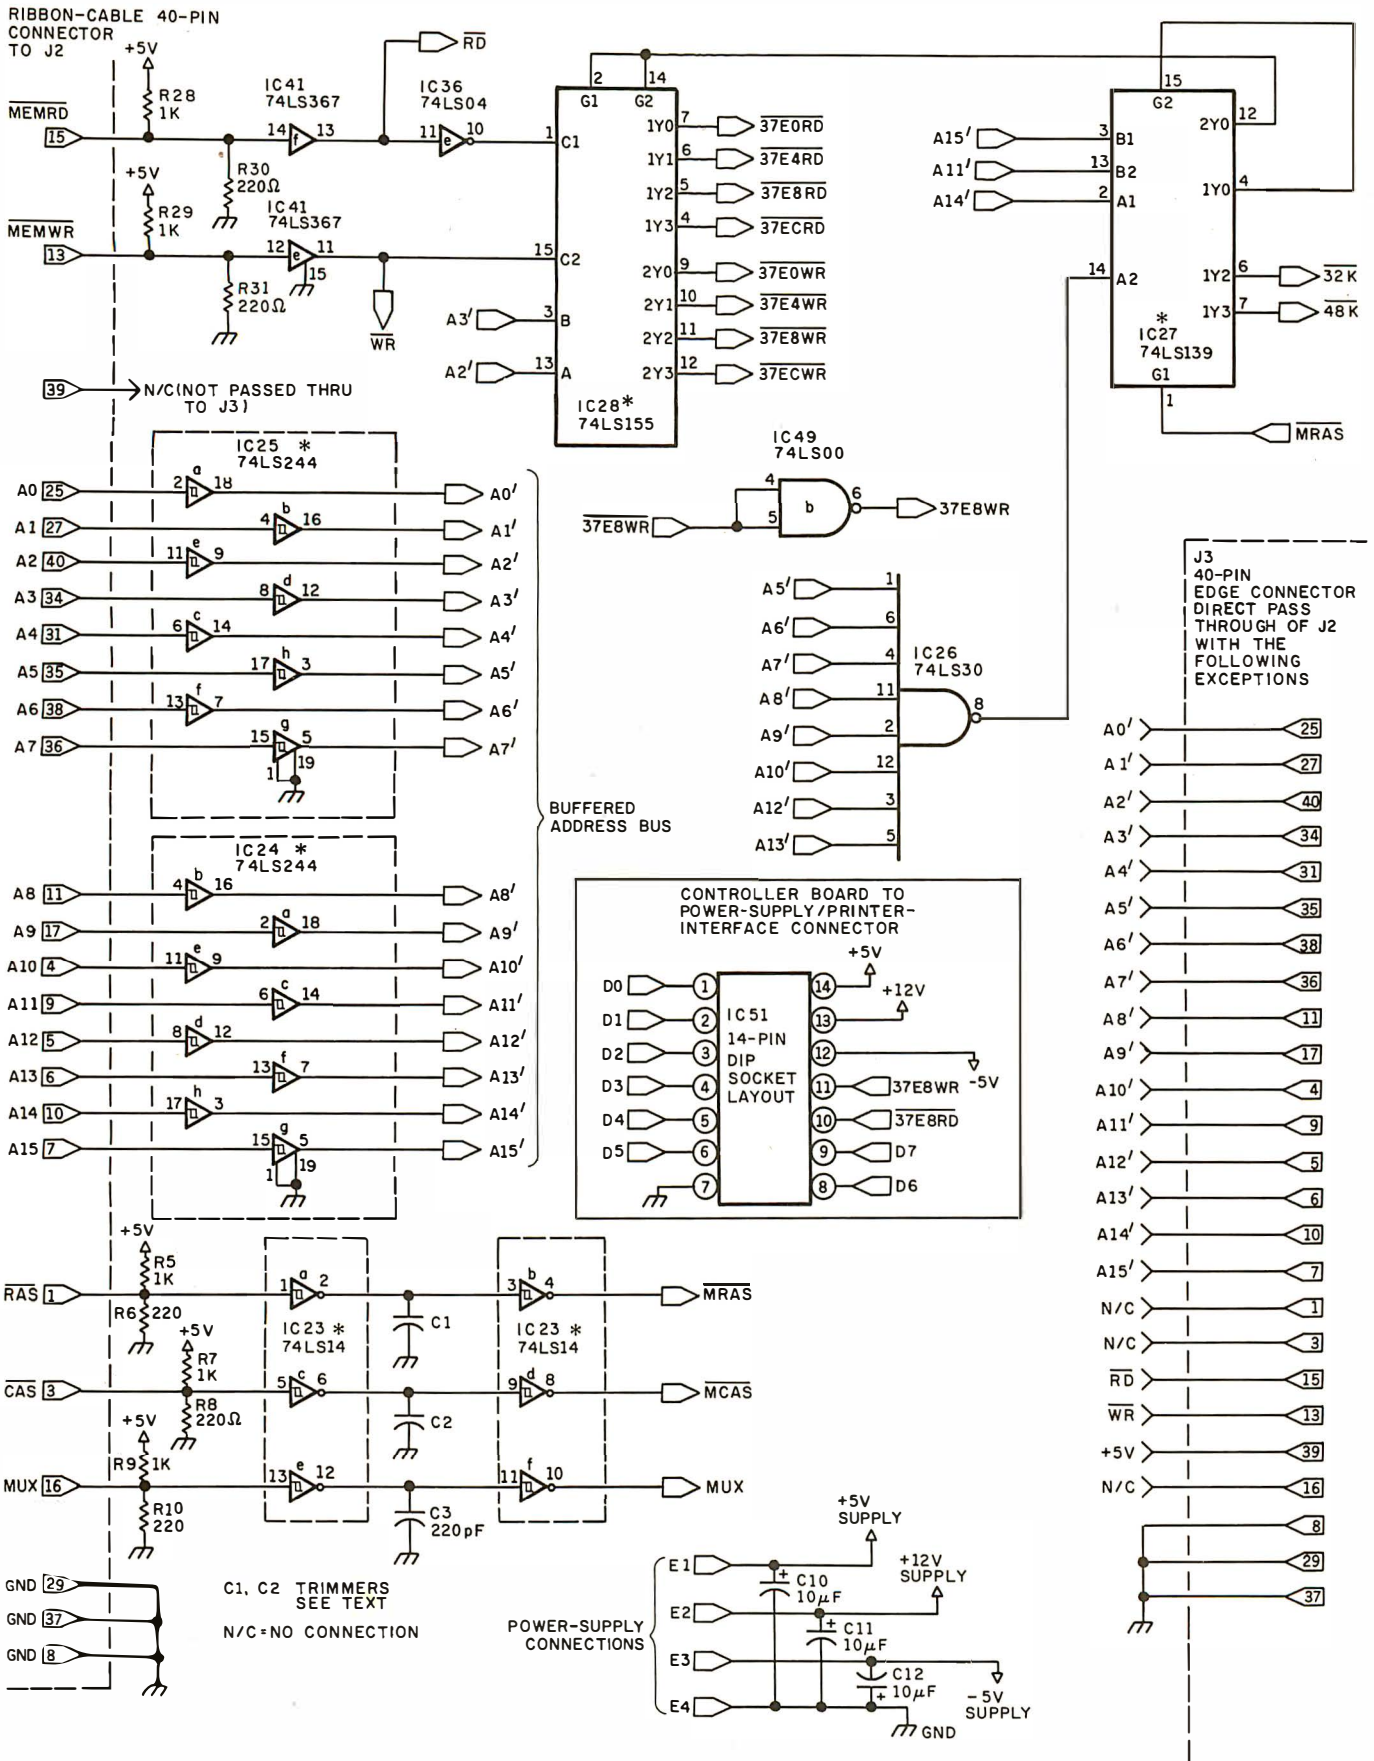 RIBBON-CABLE 40-PIN
CONNECTOR
TO J2
+5V
R28
1K
MEMRD
15
IC41
74LS367
14 f 13
RD
IC36
74LS04
11 e 10
R30
220Ω
+5V
R29
1K
MEMWR
13
IC41
74LS367
12 e 11
15
R31
220Ω
WR
39
N/C(NOT PASSED THRU
TO J3)
2 14
G1 G2
1 C1
15 C2
A3′ 3 B
A2′ 13 A
1Y0 7 37E0RD
1Y1 6 37E4RD
1Y2 5 37E8RD
1Y3 4 37ECRD
2Y0 9 37E0WR
2Y1 10 37E4WR
2Y2 11 37E8WR
2Y3 12 37ECWR
IC28*
74LS155
15
G2
A15′ 3 B1
A11′ 13 B2
A14′ 2 A1
14 A2
2Y0 12
1Y0 4
1Y2 6 32K
1Y3 7 48K
*
IC27
74LS139
G1
1
MRAS
IC25 *
74LS244
A0 25 2 a 18 A0′
A1 27 4 b 16 A1′
A2 40 11 e 9 A2′
A3 34 8 d 12 A3′
A4 31 6 c 14 A4′
A5 35 17 h 3 A5′
A6 38 13 f 7 A6′
A7 36 15 g 5 A7′
1 19
BUFFERED
ADDRESS BUS
IC24 *
74LS244
A8 11 4 b 16 A8′
A9 17 2 a 18 A9′
A10 4 11 e 9 A10′
A11 9 6 c 14 A11′
A12 5 8 d 12 A12′
A13 6 13 f 7 A13′
A14 10 17 h 3 A14′
A15 7 15 g 5 A15′
1 19
IC49
74LS00
37E8WR 4 5 b 6 37E8WR
A5′ 1
A6′ 6
A7′ 4
A8′ 11
A9′ 2
A10′ 12
A12′ 3
A13′ 5
IC26
74LS30
8
CONTROLLER BOARD TO
POWER-SUPPLY/PRINTER-
INTERFACE CONNECTOR
D0 1
D1 2
D2 3
D3 4
D4 5
D5 6
7
IC51
14-PIN
DIP
SOCKET
LAYOUT
14 +5V
13 +12V
12 -5V
11 37E8WR
10 37E8RD
9 D7
8 D6
J3
40-PIN
EDGE CONNECTOR
DIRECT PASS
THROUGH OF J2
WITH THE
FOLLOWING
EXCEPTIONS
A0′ 25
A1′ 27
A2′ 40
A3′ 34
A4′ 31
A5′ 35
A6′ 38
A7′ 36
A8′ 11
A9′ 17
A10′ 4
A11′ 9
A12′ 5
A13′ 6
A14′ 10
A15′ 7
N/C 1
N/C 3
RD 15
WR 13
+5V 39
N/C 16
8
29
37
+5V
R5
1K
RAS 1
R6 220
1 a 2
C1
3 b 4
MRAS
IC23 *
74LS14
IC23 *
74LS14
+5V
R7
1K
CAS 3
R8
220Ω
5 c 6
C2
9 d 8
MCAS
+5V
R9 1K
MUX 16
R10
220
13 e 12
C3
220pF
11 f 10
MUX
GND 29
GND 37
GND 8
C1, C2 TRIMMERS
SEE TEXT
N/C=NO CONNECTION
POWER-SUPPLY
CONNECTIONS
E1
E2
E3
E4
+5V
SUPPLY
+ C10
10μF
+12V
SUPPLY
+ C11
10μF
C12
+ 10μF
-5V
SUPPLY
GND